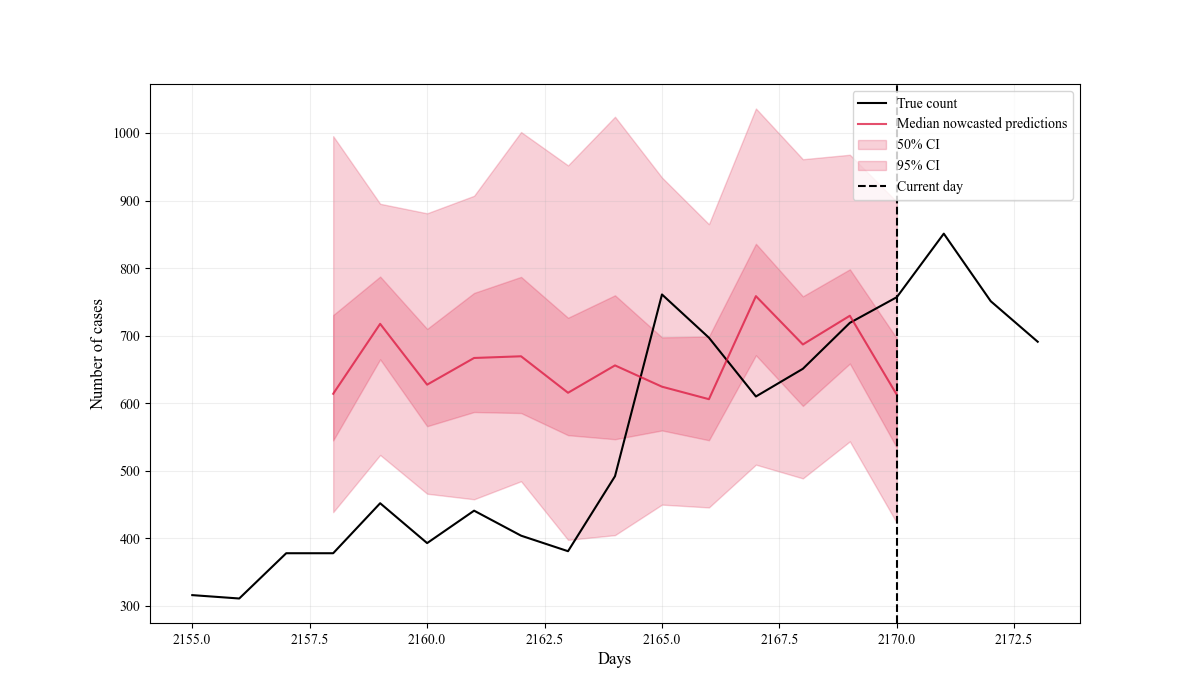 True count
Median nowcasted predictions
50% CI
95% CI
Current day
1000
900
800
700
600
500
400
300
Number of cases
2155.0 2157.5 2160.0 2162.5 2165.0 2167.5 2170.0 2172.5
Days